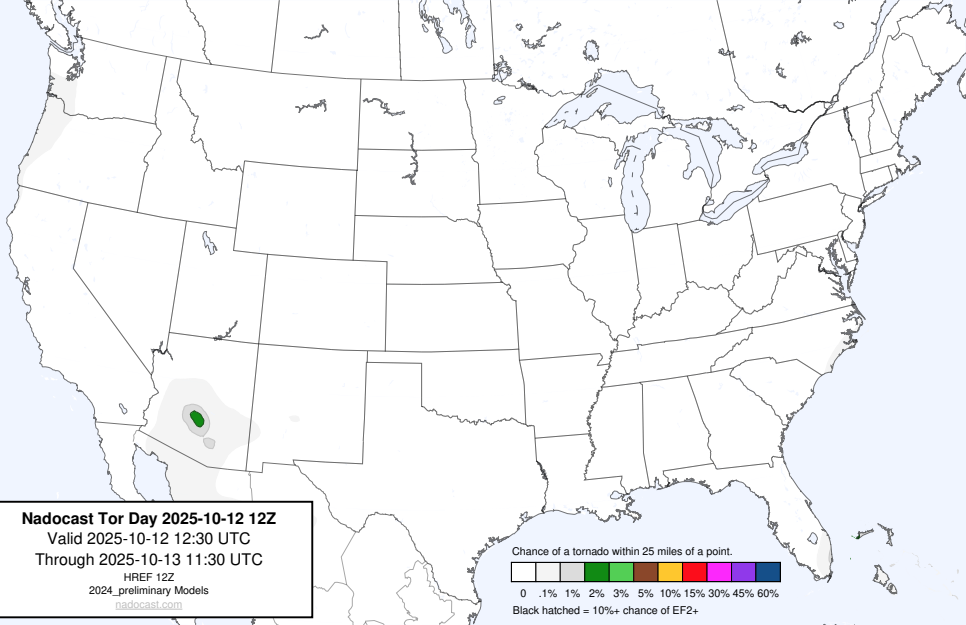 Nadocast Tor Day 2025-10-12 12Z
Valid 2025-10-12 12:30 UTC
Through 2025-10-13 11:30 UTC
HREF 12Z
2024_preliminary Models
nadocast.com
Chance of a tornado within 25 miles of a point.
0 .1% 1% 2% 3% 5% 10% 15% 30% 45% 60%
Black hatched = 10%+ chance of EF2+